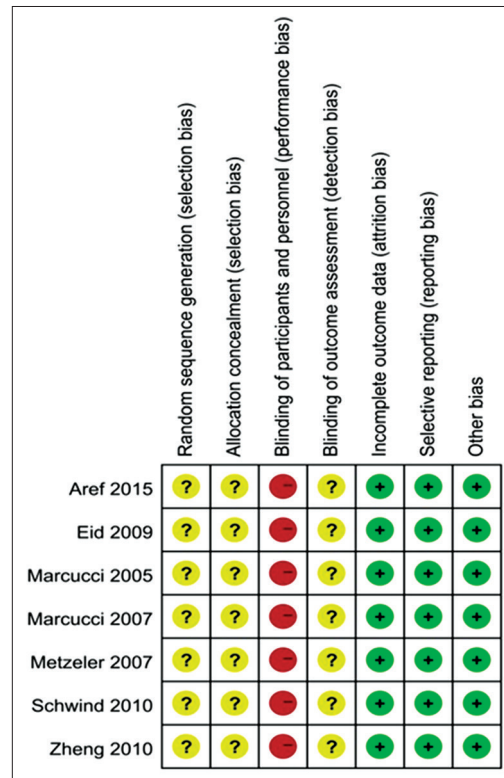 Random sequence generation (selection bias)
Allocation concealment (selection bias)
Blinding of participants and personnel (performance bias)
Blinding of outcome assessment (detection bias)
Incomplete outcome data (attrition bias)
Selective reporting (reporting bias)
Other bias
Aref 2015 ? ? - ? + + +
Eid 2009 ? ? - ? + + +
Marcucci 2005 ? ? - ? + + +
Marcucci 2007 ? ? - ? + + +
Metzeler 2007 ? ? - ? + + +
Schwind 2010 ? ? - ? + + +
Zheng 2010 ? ? - ? + + +